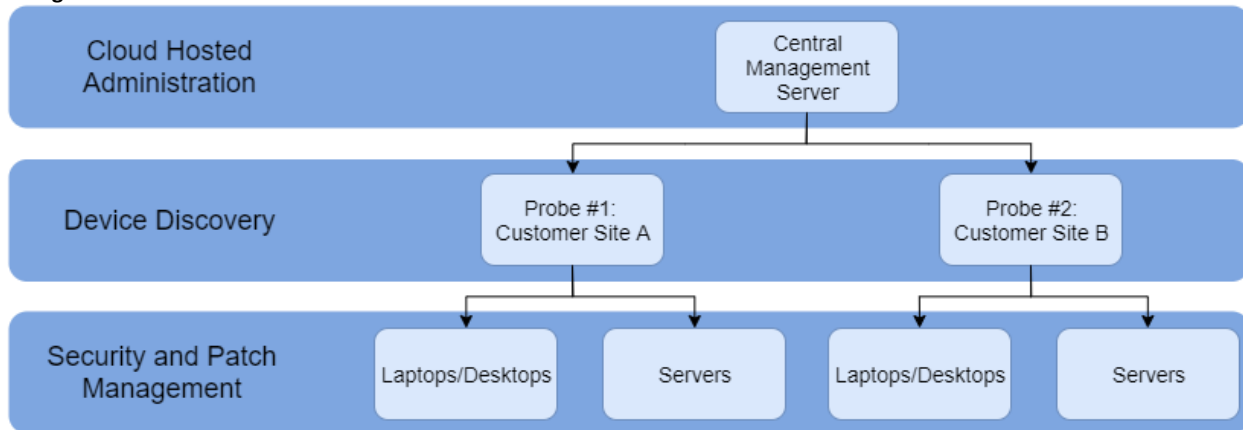 Cloud Hosted
Administration
Central
Management
Server
Device Discovery
Probe #1:
Customer Site A
Probe #2:
Customer Site B
Security and Patch
Management
Laptops/Desktops
Servers
Laptops/Desktops
Servers